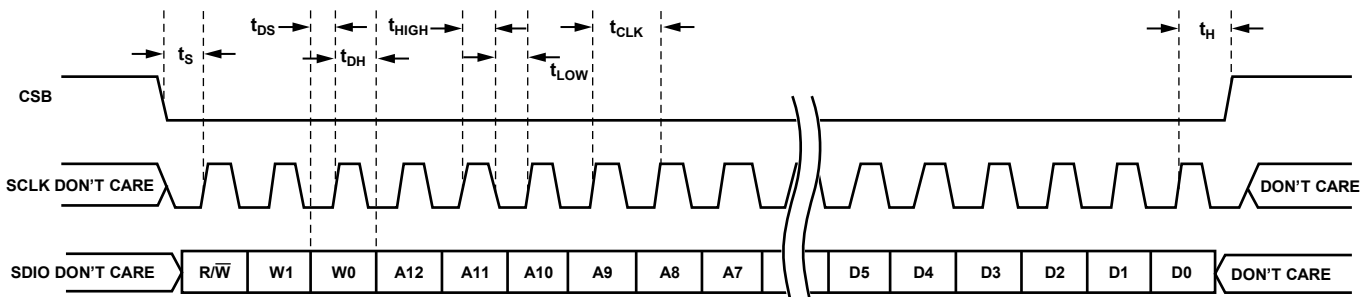 tDS tHIGH tCLK tH
tS tDH tLOW
CSB
SCLK DON'T CARE DON'T CARE
SDIO DON'T CARE R/W̅ W1 W0 A12 A11 A10 A9 A8 A7 D5 D4 D3 D2 D1 D0 DON'T CARE